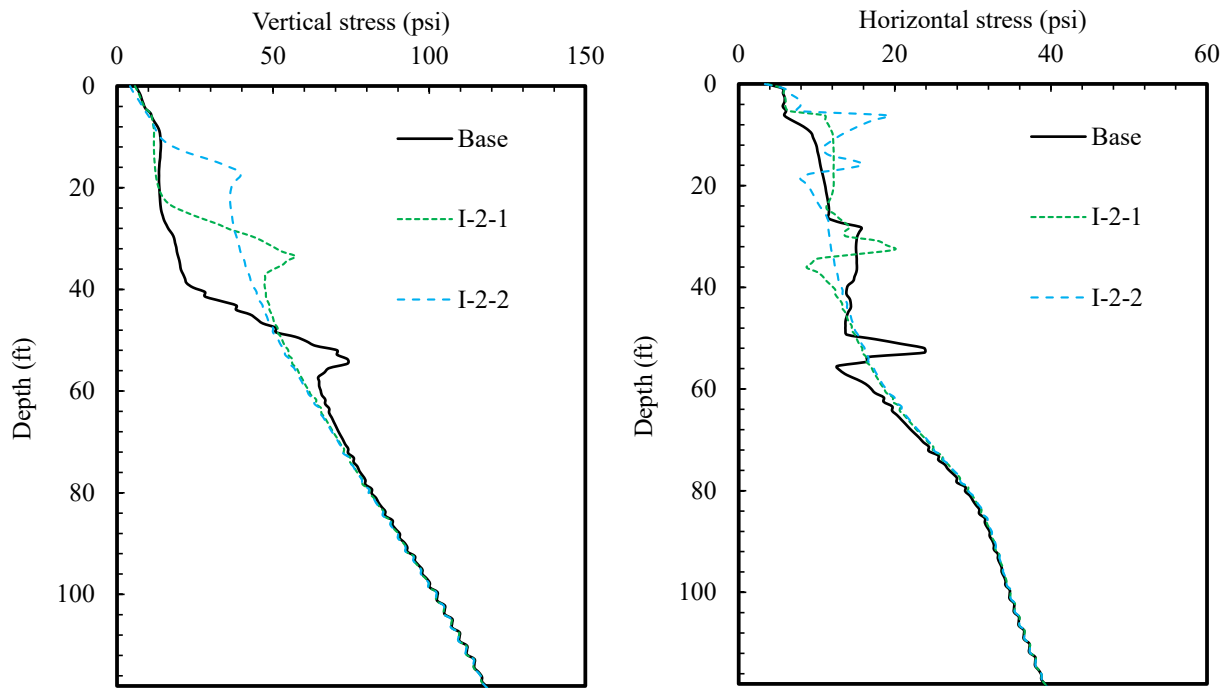 Vertical stress (psi)
0 50 100 150
0
20
40
60
80
100
Depth (ft)
Base
I-2-1
I-2-2
Horizontal stress (psi)
0 20 40 60
0
20
40
60
80
100
Depth (ft)
Base
I-2-1
I-2-2